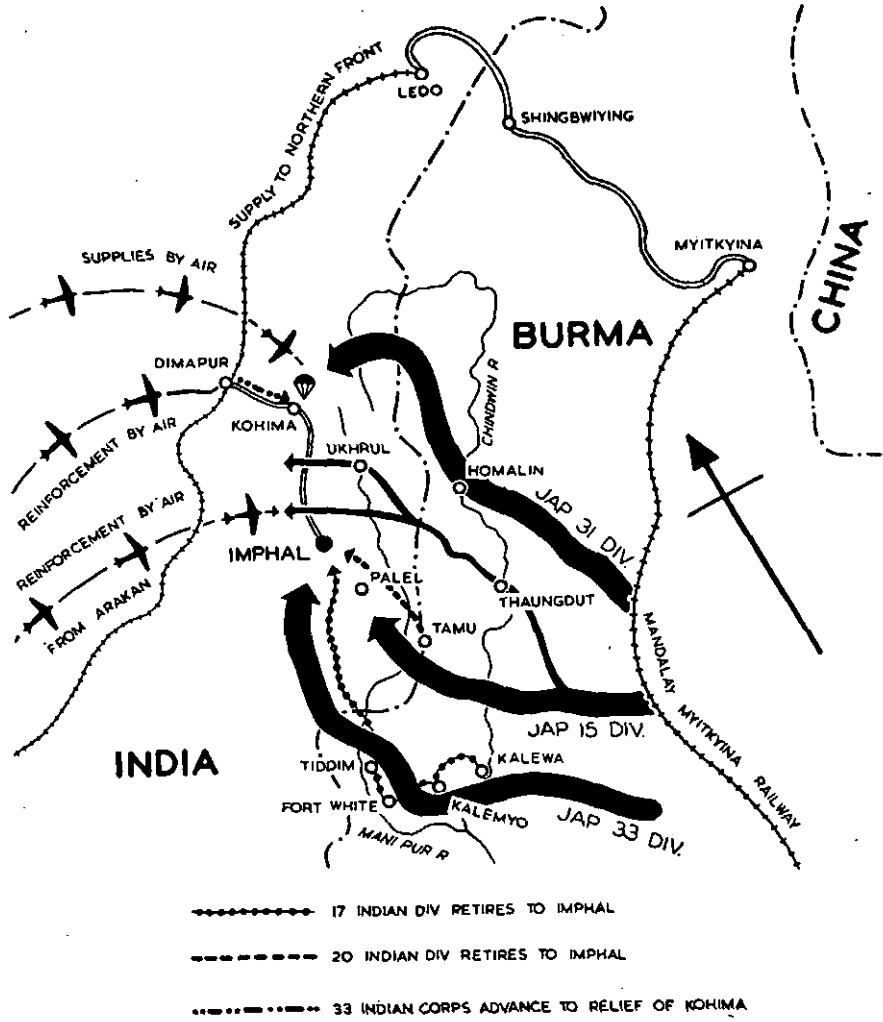 SUPPLY TO NORTHERN FRONT
LEDO
SHINGBWIYING
MYITKYINA
CHINA
SUPPLIES BY AIR
BURMA
CHINDWIN R
DIMAPUR
KOHIMA
REINFORCEMENT BY AIR
UKHRUL
HOMALIN
JAP 31 DIV.
REINFORCEMENT BY AIR
FROM ARAKAN
IMPHAL
PALEL
THAUNGDUT
TAMU
MANDALAY MYITKYINA RAILWAY
JAP 15 DIV.
INDIA
TIDDIM
KALEWA
FORT WHITE
KALEMYO
JAP 33 DIV.
MANIPUR R
17 INDIAN DIV RETIRES TO IMPHAL
20 INDIAN DIV RETIRES TO IMPHAL
33 INDIAN CORPS ADVANCE TO RELIEF OF KOHIMA